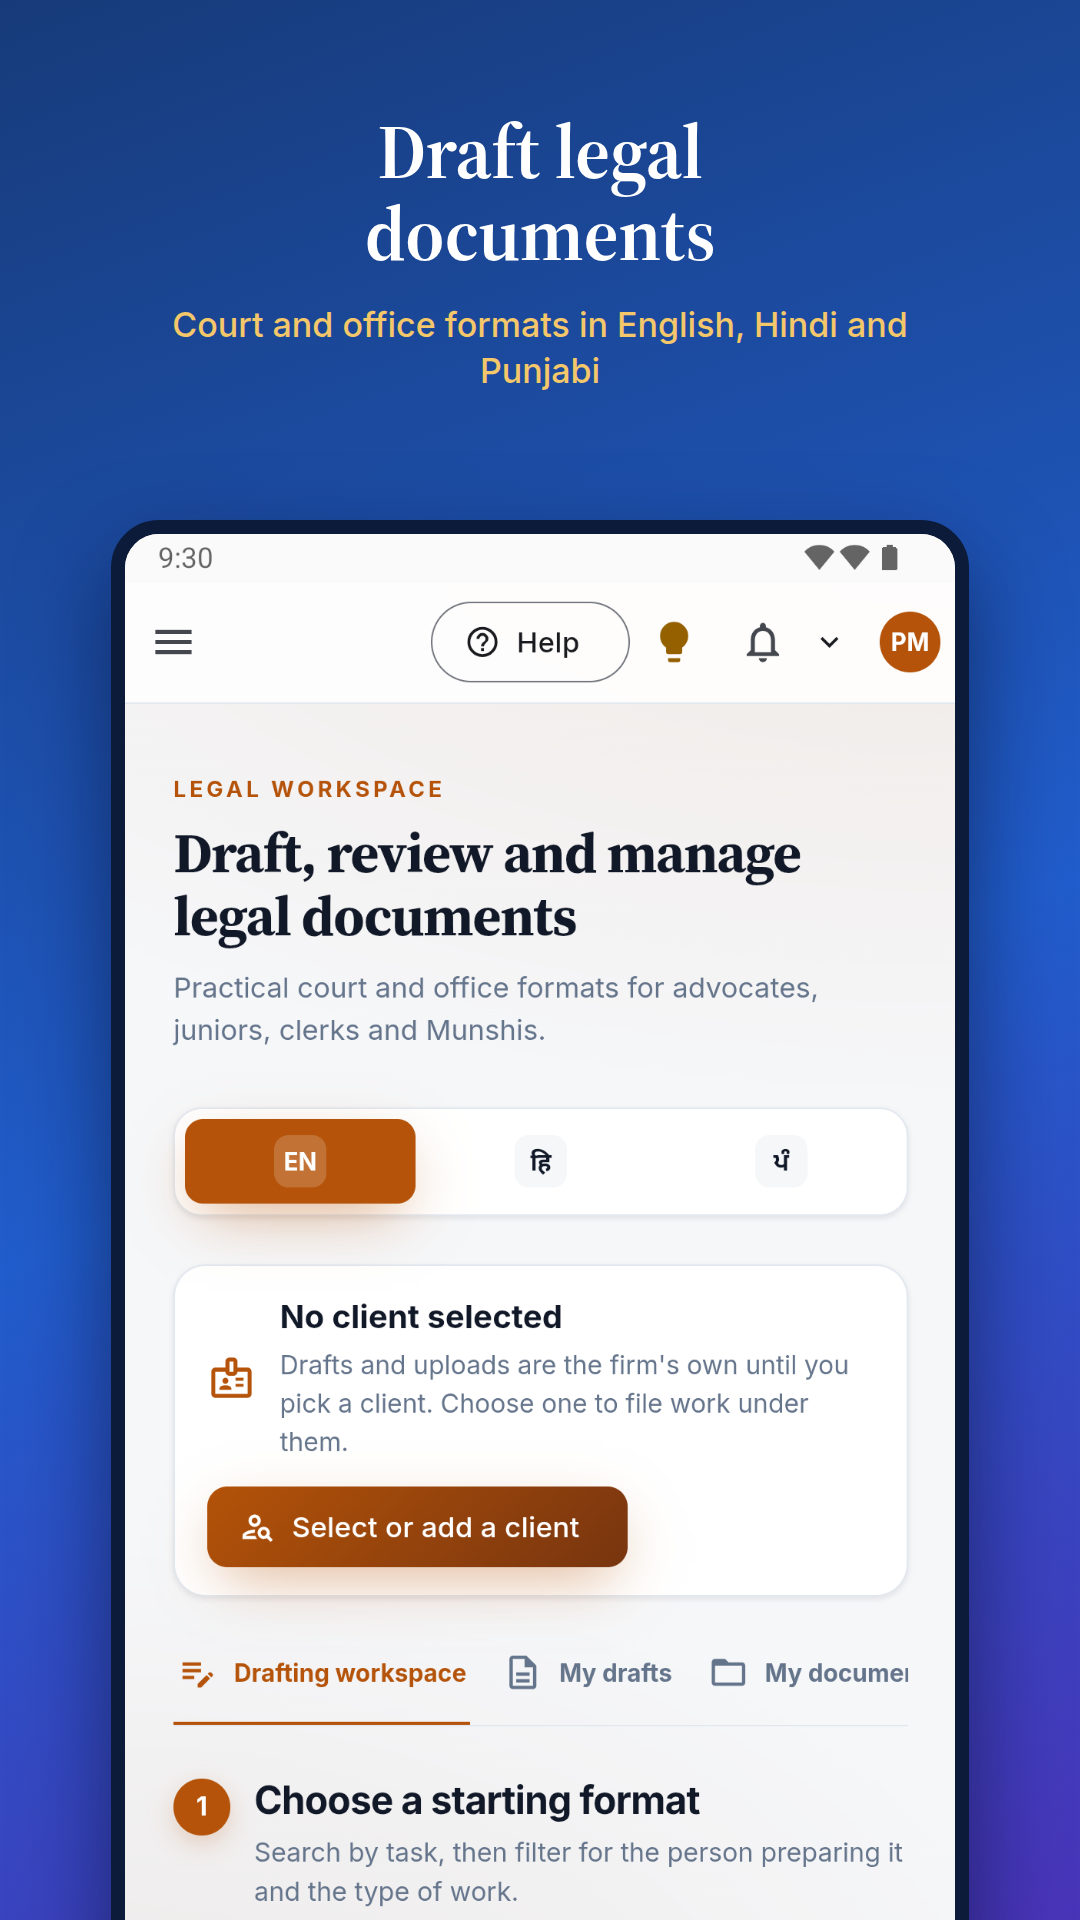 Draft legal
documents
Court and office formats in English, Hindi and
Punjabi
9:30
Help
PM
LEGAL WORKSPACE
Draft, review and manage
legal documents
Practical court and office formats for advocates,
juniors, clerks and Munshis.
EN
हि
ਪੰ
No client selected
Drafts and uploads are the firm's own until you
pick a client. Choose one to file work under
them.
Select or add a client
Drafting workspace
My drafts
My documen
1
Choose a starting format
Search by task, then filter for the person preparing it
and the type of work.